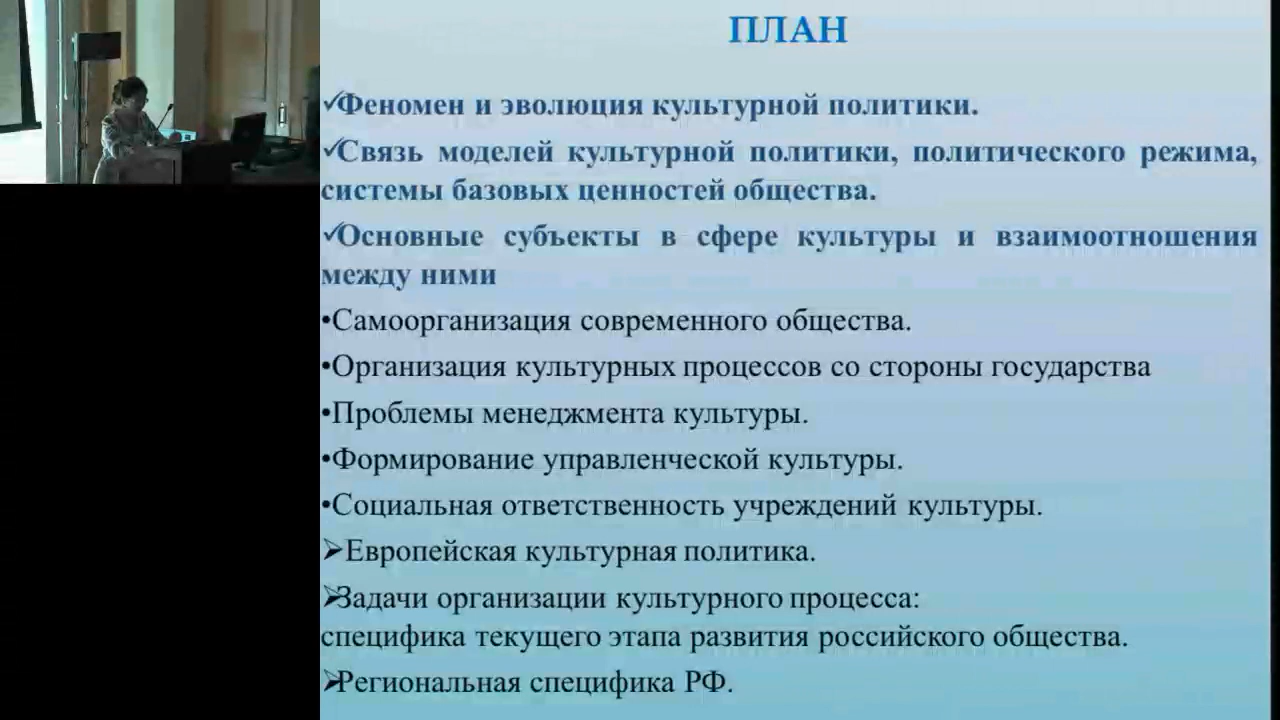 ПЛАН
✓Феномен и эволюция культурной политики.
✓Связь моделей культурной политики, политического режима,
системы базовых ценностей общества.
✓Основные субъекты в сфере культуры и взаимоотношения
между ними
•Самоорганизация современного общества.
•Организация культурных процессов со стороны государства
•Проблемы менеджмента культуры.
•Формирование управленческой культуры.
•Социальная ответственность учреждений культуры.
➢Европейская культурная политика.
➢Задачи организации культурного процесса:
специфика текущего этапа развития российского общества.
➢Региональная специфика РФ.